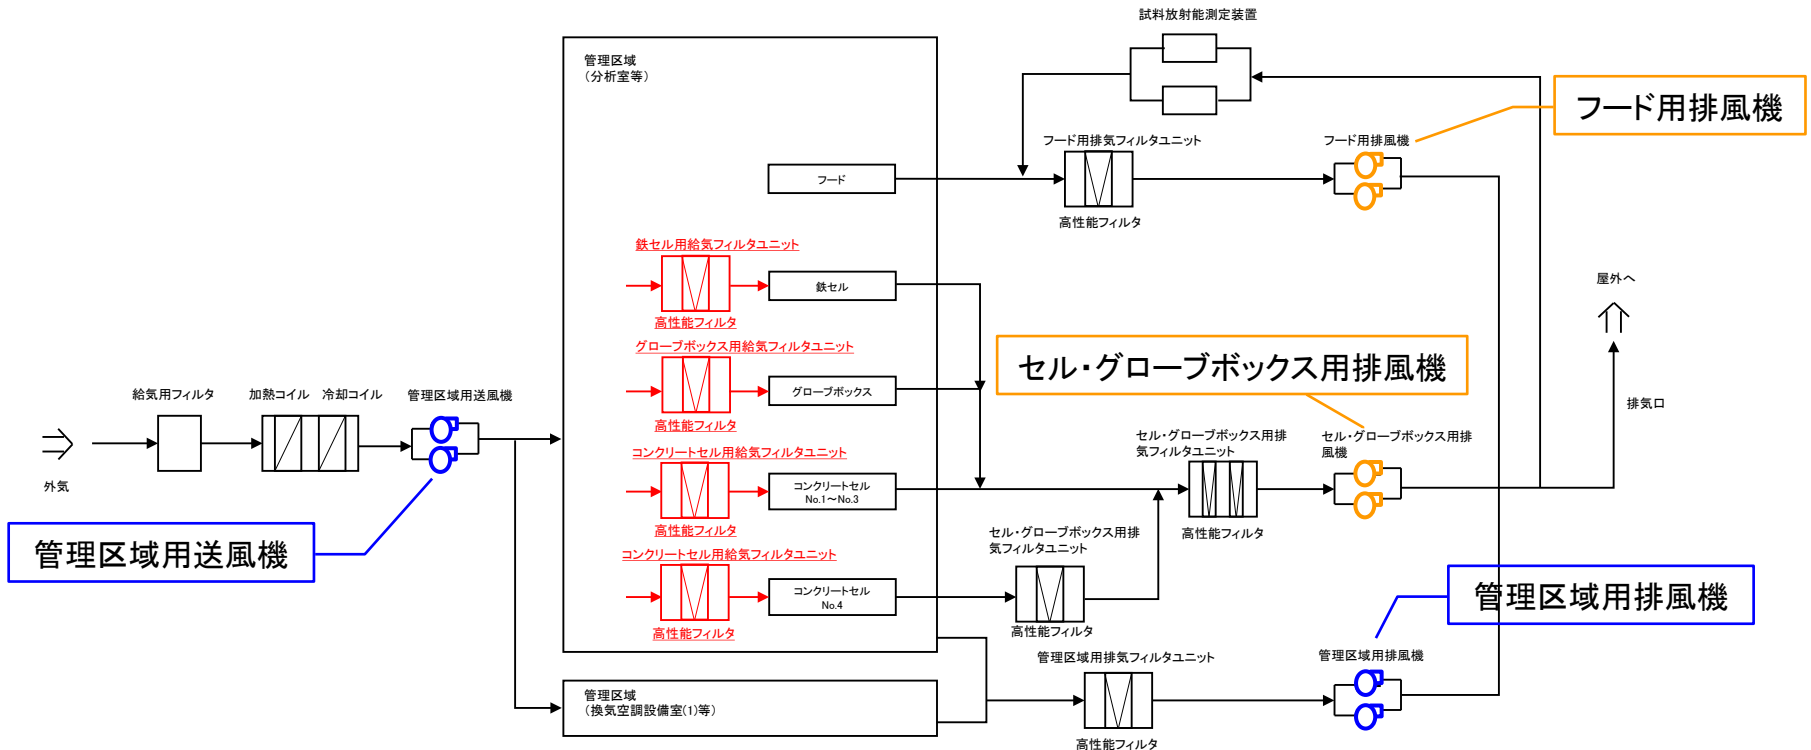 試料放射能測定装置
管理区域
(分析室等)
フード用排風機
フード用排気フィルタユニット
フード用排風機
フード
高性能フィルタ
鉄セル用給気フィルタユニット
鉄セル
屋外へ
高性能フィルタ
グローブボックス用給気フィルタユニット
セル・グローブボックス用排風機
グローブボックス
給気用フィルタ
加熱コイル
冷却コイル
管理区域用送風機
排気口
高性能フィルタ
セル・グローブボックス用排
気フィルタユニット
セル・グローブボックス用排
風機
コンクリートセル用給気フィルタユニット
外気
コンクリートセル
No.1~No.3
高性能フィルタ
高性能フィルタ
セル・グローブボックス用排
気フィルタユニット
管理区域用送風機
コンクリートセル用給気フィルタユニット
コンクリートセル
No.4
管理区域用排風機
高性能フィルタ
高性能フィルタ
管理区域用排気フィルタユニット
管理区域用排風機
管理区域
(換気空調設備室(1)等)
高性能フィルタ